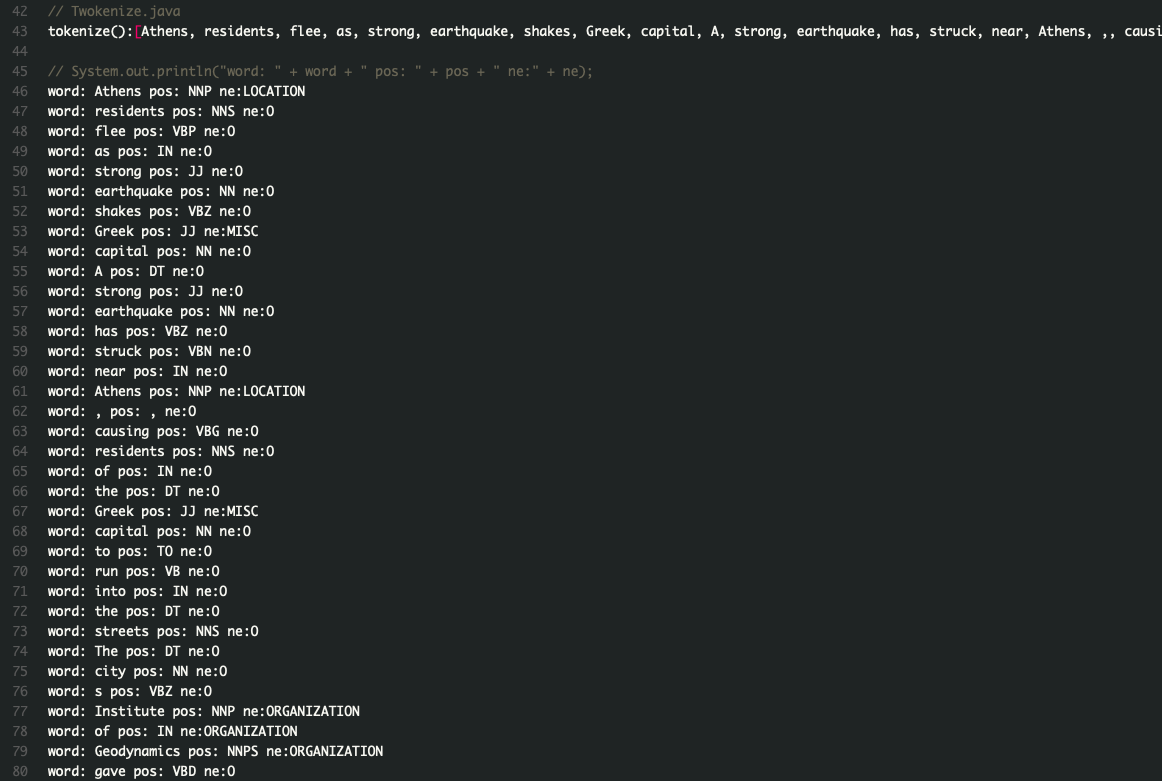 42 // Twokenize.java
43 tokenize():[Athens, residents, flee, as, strong, earthquake, shakes, Greek, capital, A, strong, earthquake, has, struck, near, Athens, ,, causi
44
45 // System.out.println("word: " + word + " pos: " + pos + " ne:" + ne);
46 word: Athens pos: NNP ne:LOCATION
47 word: residents pos: NNS ne:O
48 word: flee pos: VBP ne:O
49 word: as pos: IN ne:O
50 word: strong pos: JJ ne:O
51 word: earthquake pos: NN ne:O
52 word: shakes pos: VBZ ne:O
53 word: Greek pos: JJ ne:MISC
54 word: capital pos: NN ne:O
55 word: A pos: DT ne:O
56 word: strong pos: JJ ne:O
57 word: earthquake pos: NN ne:O
58 word: has pos: VBZ ne:O
59 word: struck pos: VBN ne:O
60 word: near pos: IN ne:O
61 word: Athens pos: NNP ne:LOCATION
62 word: , pos: , ne:O
63 word: causing pos: VBG ne:O
64 word: residents pos: NNS ne:O
65 word: of pos: IN ne:O
66 word: the pos: DT ne:O
67 word: Greek pos: JJ ne:MISC
68 word: capital pos: NN ne:O
69 word: to pos: TO ne:O
70 word: run pos: VB ne:O
71 word: into pos: IN ne:O
72 word: the pos: DT ne:O
73 word: streets pos: NNS ne:O
74 word: The pos: DT ne:O
75 word: city pos: NN ne:O
76 word: s pos: VBZ ne:O
77 word: Institute pos: NNP ne:ORGANIZATION
78 word: of pos: IN ne:ORGANIZATION
79 word: Geodynamics pos: NNPS ne:ORGANIZATION
80 word: gave pos: VBD ne:O